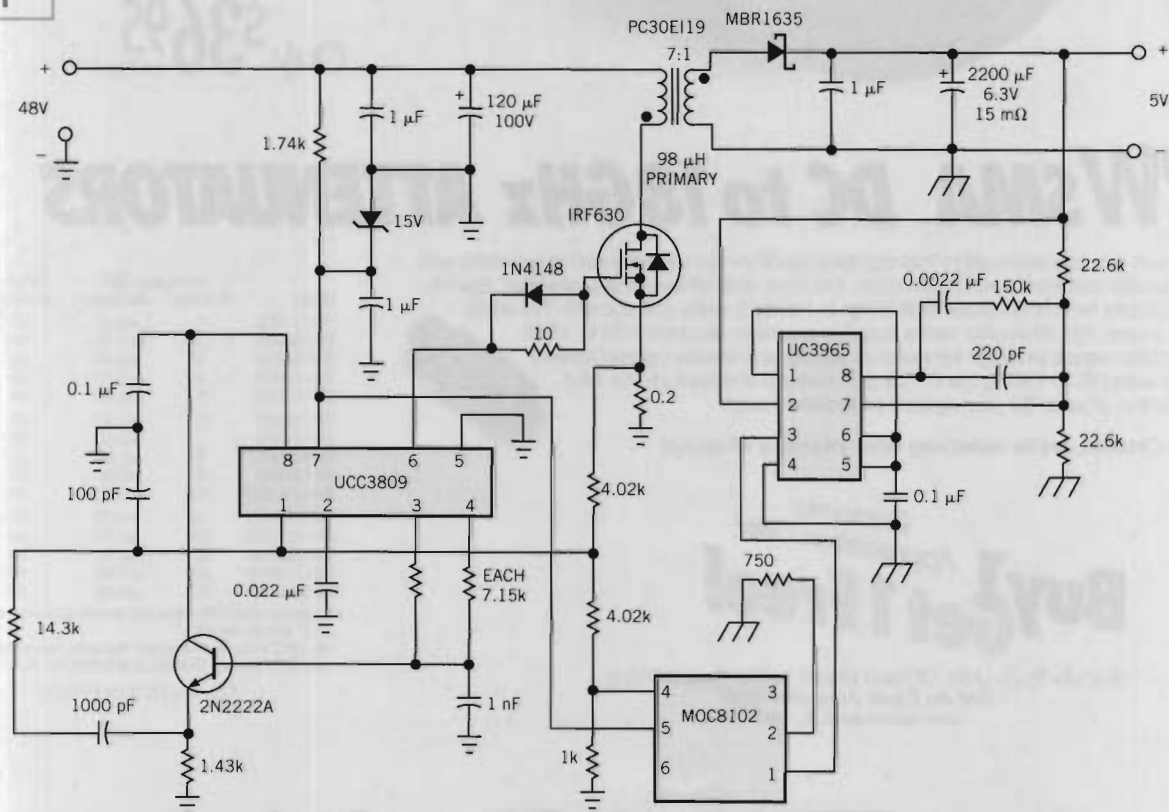 PC30EI19
MBR1635
7:1
+
48V
−
1.74k
1 µF
+
120 µF
100V
+
15V
1 µF
98 µH
PRIMARY
IRF630
1N4148
10
0.2
1 µF
+
2200 µF
6.3V
15 mΩ
+
5V
−
22.6k
0.0022 µF
150k
220 pF
UC3965
1
2
3
4
8
7
6
5
22.6k
0.1 µF
0.1 µF
100 pF
8
7
6
5
UCC3809
1
2
3
4
4.02k
0.022 µF
EACH
7.15k
4.02k
750
14.3k
2N2222A
1000 pF
1.43k
1 nF
1k
4
5
6
MOC8102
3
2
1